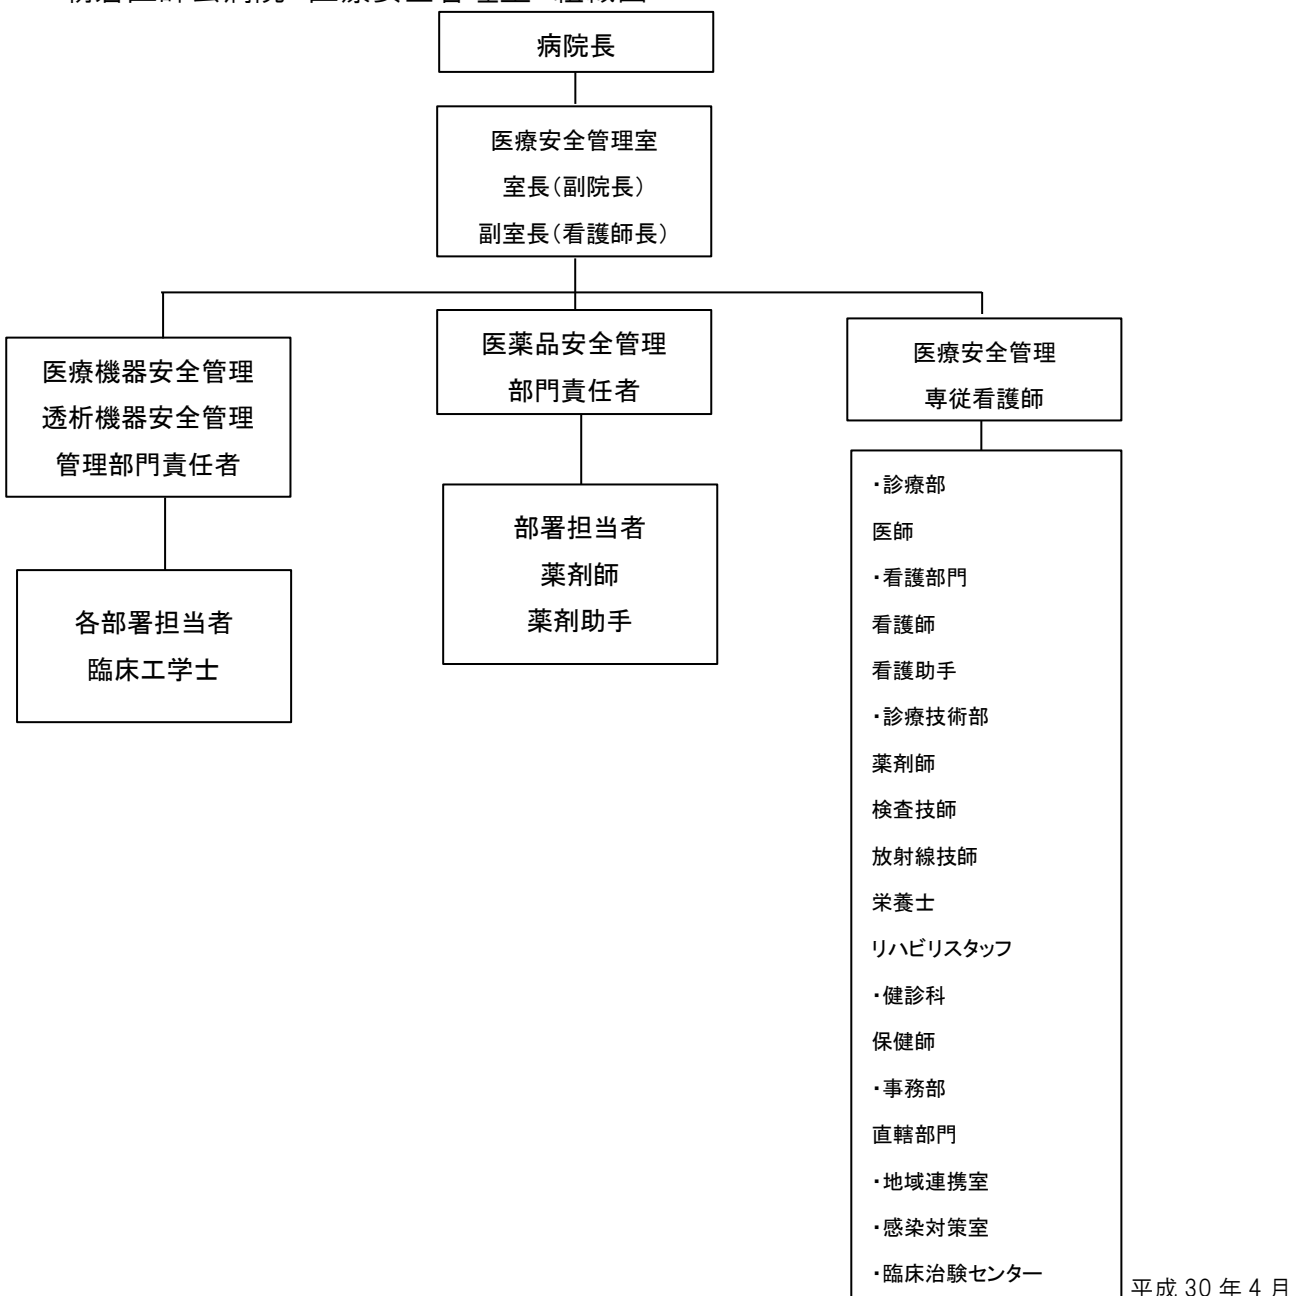 病院長
医療安全管理室
室長(副院長)
副室長(看護師長)
医療機器安全管理
透析機器安全管理
管理部門責任者
各部署担当者
臨床工学士
医薬品安全管理
部門責任者
部署担当者
薬剤師
薬剤助手
医療安全管理
専従看護師
・診療部
医師
・看護部門
看護師
看護助手
・診療技術部
薬剤師
検査技師
放射線技師
栄養士
リハビリスタッフ
・健診科
保健師
・事務部
直轄部門
・地域連携室
・感染対策室
・臨床治験センター
平成 30 年 4 月